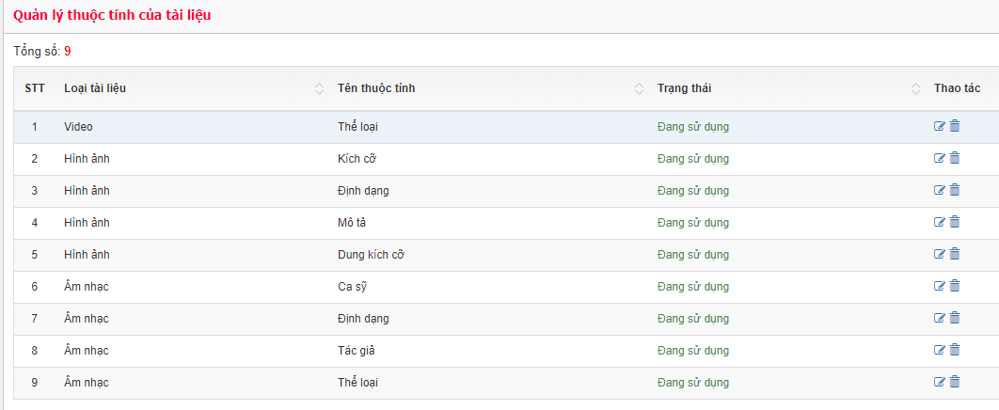 Quản lý thuộc tính của tài liệu
Tổng số: 9
STT Loại tài liệu Tên thuộc tính Trạng thái Thao tác
1 Video Thể loại Đang sử dụng
2 Hình ảnh Kích cỡ Đang sử dụng
3 Hình ảnh Định dạng Đang sử dụng
4 Hình ảnh Mô tả Đang sử dụng
5 Hình ảnh Dung kích cỡ Đang sử dụng
6 Âm nhạc Ca sỹ Đang sử dụng
7 Âm nhạc Định dạng Đang sử dụng
8 Âm nhạc Tác giả Đang sử dụng
9 Âm nhạc Thể loại Đang sử dụng